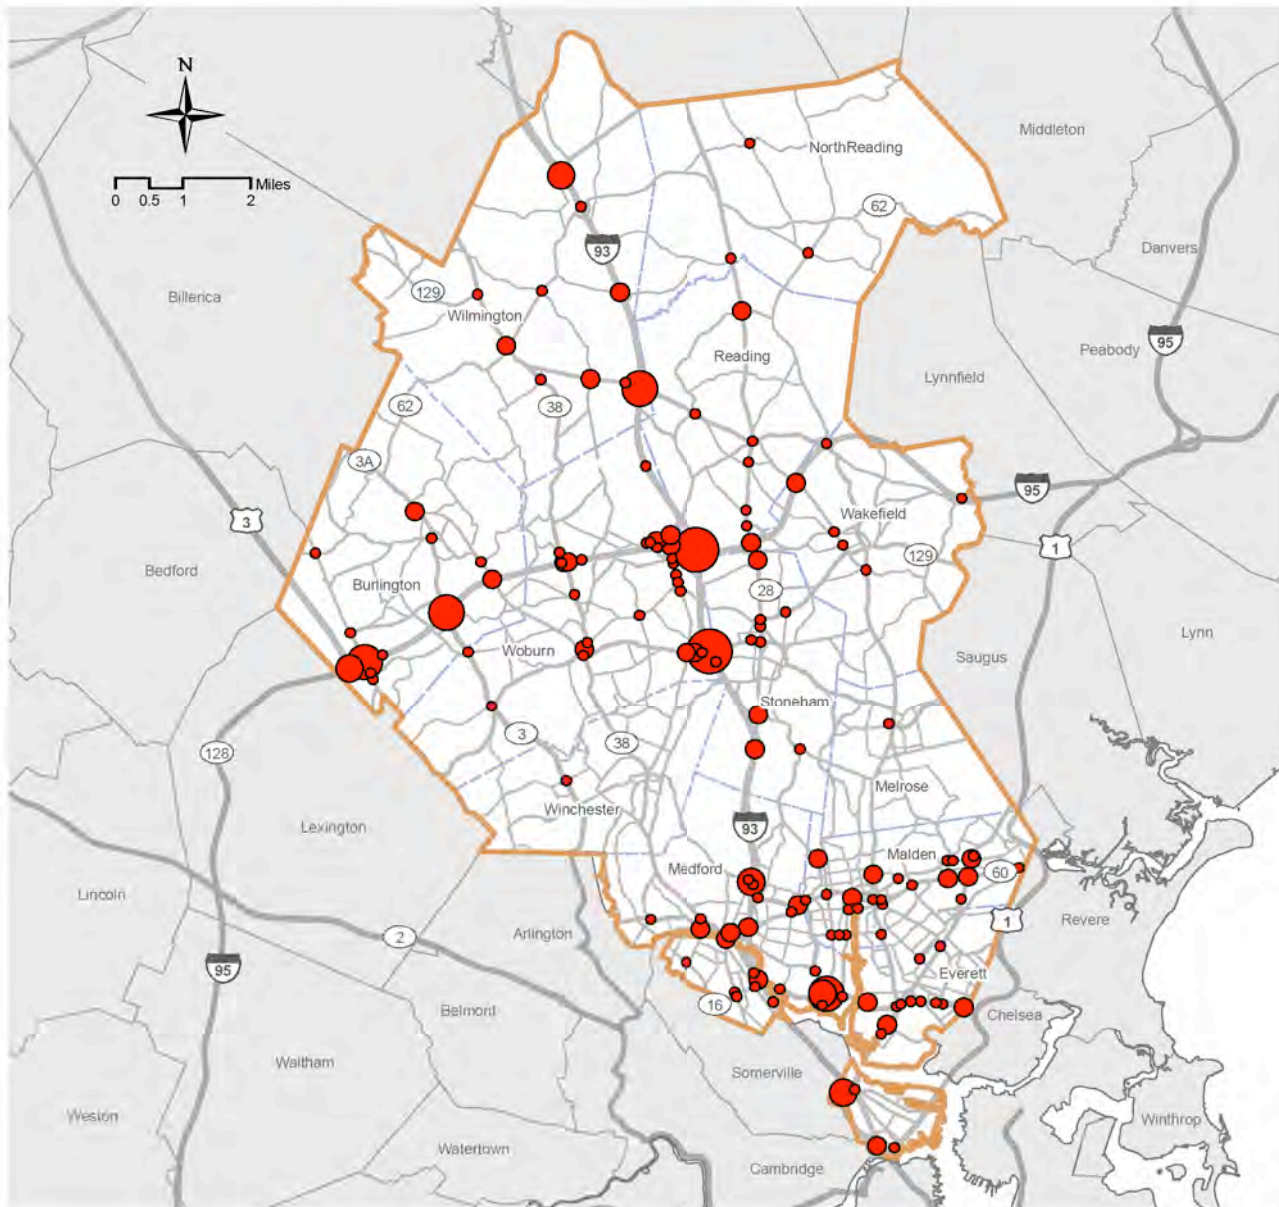 N
Miles
0 0.5 1 2
Middleton
NorthReading
62
Danvers
93
Billerica
129
Wilmington
95
Peabody
Reading
Lynnfield
62
38
3A
95
3
Wakefield
1
129
Bedford
Burlington
28
Lynn
Woburn
Saugus
Stoneham
3
38
128
Melrose
Winchester
93
Lexington
Malden
Medford
60
Lincoln
Revere
1
2
Arlington
95
Everett
16
Belmont
Chelsea
Waltham
Somerville
Weston
Winthrop
Watertown
Cambridge